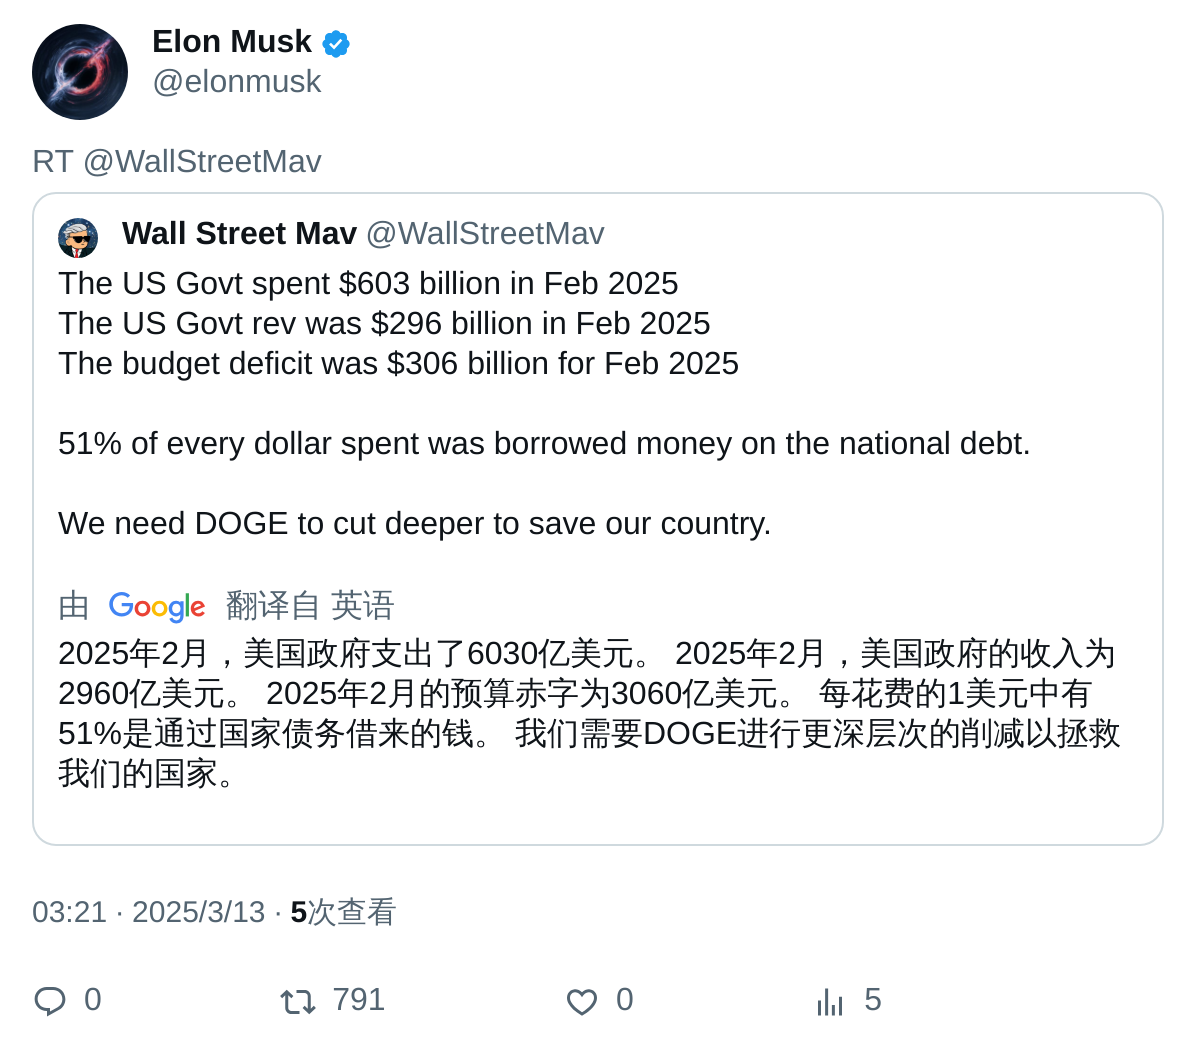 Elon Musk
@elonmusk
RT @WallStreetMav
Wall Street Mav @WallStreetMav
The US Govt spent $603 billion in Feb 2025
The US Govt rev was $296 billion in Feb 2025
The budget deficit was $306 billion for Feb 2025
51% of every dollar spent was borrowed money on the national debt.
We need DOGE to cut deeper to save our country.
由 Google 翻译自 英语
2025年2月，美国政府支出了6030亿美元。 2025年2月，美国政府的收入为
2960亿美元。 2025年2月的预算赤字为3060亿美元。 每花费的1美元中有
51%是通过国家债务借来的钱。 我们需要DOGE进行更深层次的削减以拯救
我们的国家。
03:21 · 2025/3/13 · 5次查看
0 791 0 5